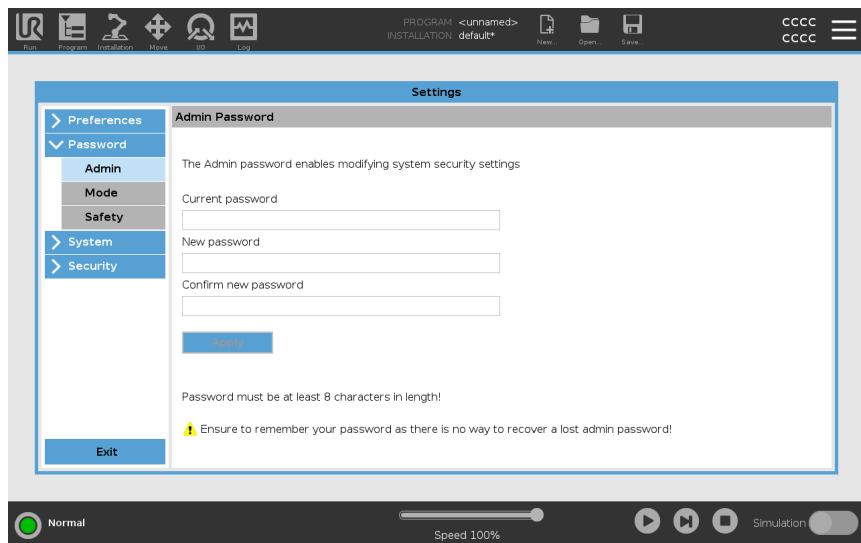 UR
PROGRAM <unnamed>
INSTALLATION default*
CCCC
CCCC
Run
Program
Installation
Move
I/O
Log
New...
Open...
Save...
Settings
Preferences
Password
Admin
Mode
Safety
System
Security
Exit
Admin Password
The Admin password enables modifying system security settings
Current password
New password
Confirm new password
Apply
Password must be at least 8 characters in length!
Ensure to remember your password as there is no way to recover a lost admin password!
Normal
Speed 100%
Simulation